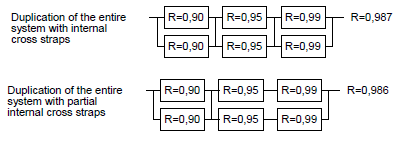 Duplication of the entire
system with internal
cross straps
R=0,90 R=0,95 R=0,99 R=0,987
R=0,90 R=0,95 R=0,99
Duplication of the entire
system with partial
internal cross straps
R=0,90 R=0,95 R=0,99 R=0,986
R=0,90 R=0,95 R=0,99